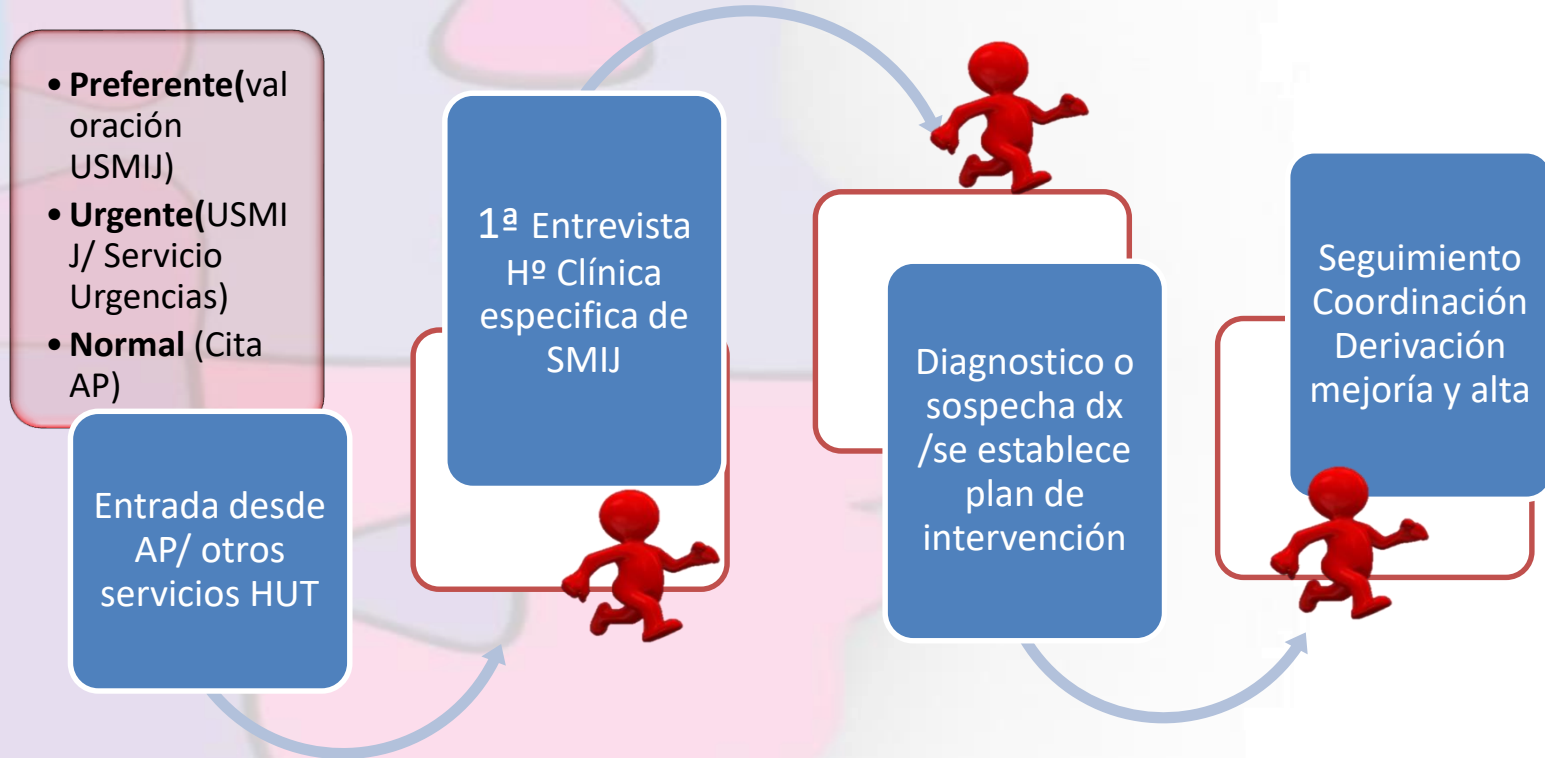 • Preferente(val
oración
USMIJ)
• Urgente(USMI
J/ Servicio
Urgencias)
• Normal (Cita
AP)
Entrada desde
AP/ otros
servicios HUT
1ª Entrevista
Hº Clínica
especifica de
SMIJ
Diagnostico o
sospecha dx
/se establece
plan de
intervención
Seguimiento
Coordinación
Derivación
mejoría y alta